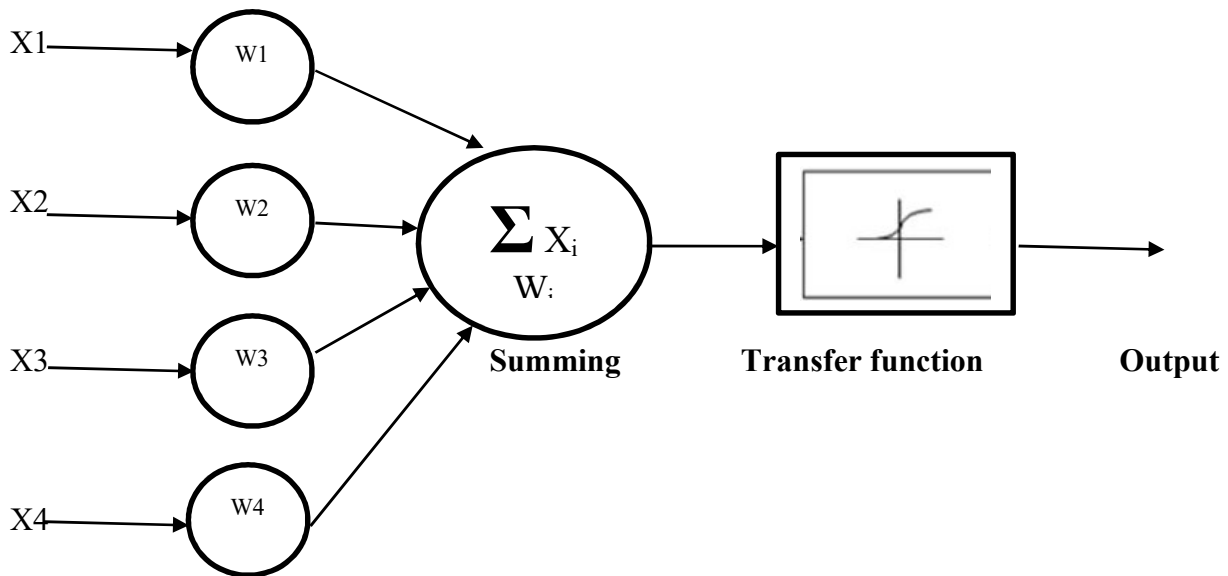 X1
W1
X2
W2
X3
W3
X4
W4
Σ Xi
Wi
Summing
Transfer function
Output